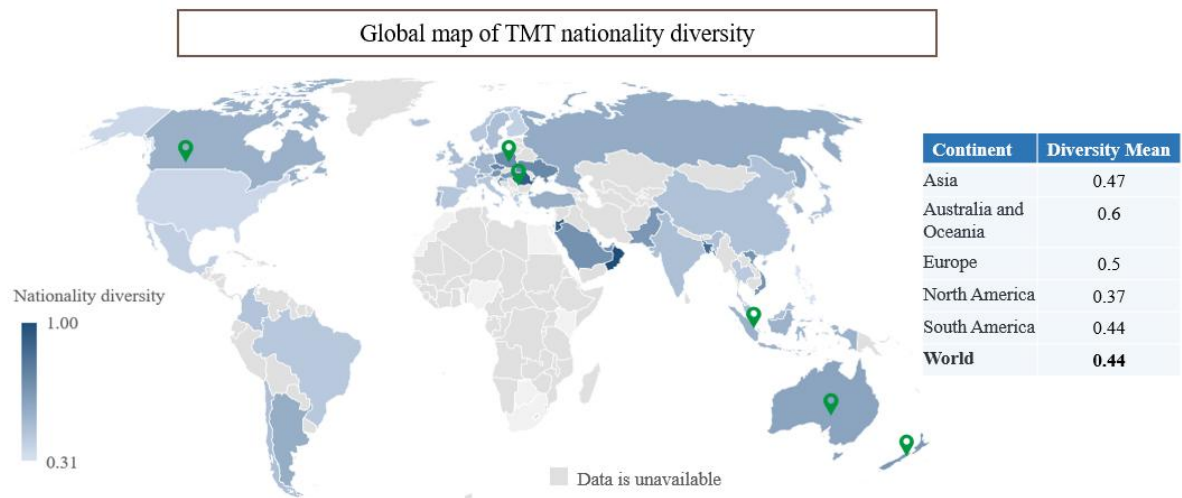 Global map of TMT nationality diversity
Nationality diversity
1.00
0.31
Data is unavailable
Continent Diversity Mean
Asia 0.47
Australia and
Oceania 0.6
Europe 0.5
North America 0.37
South America 0.44
World 0.44